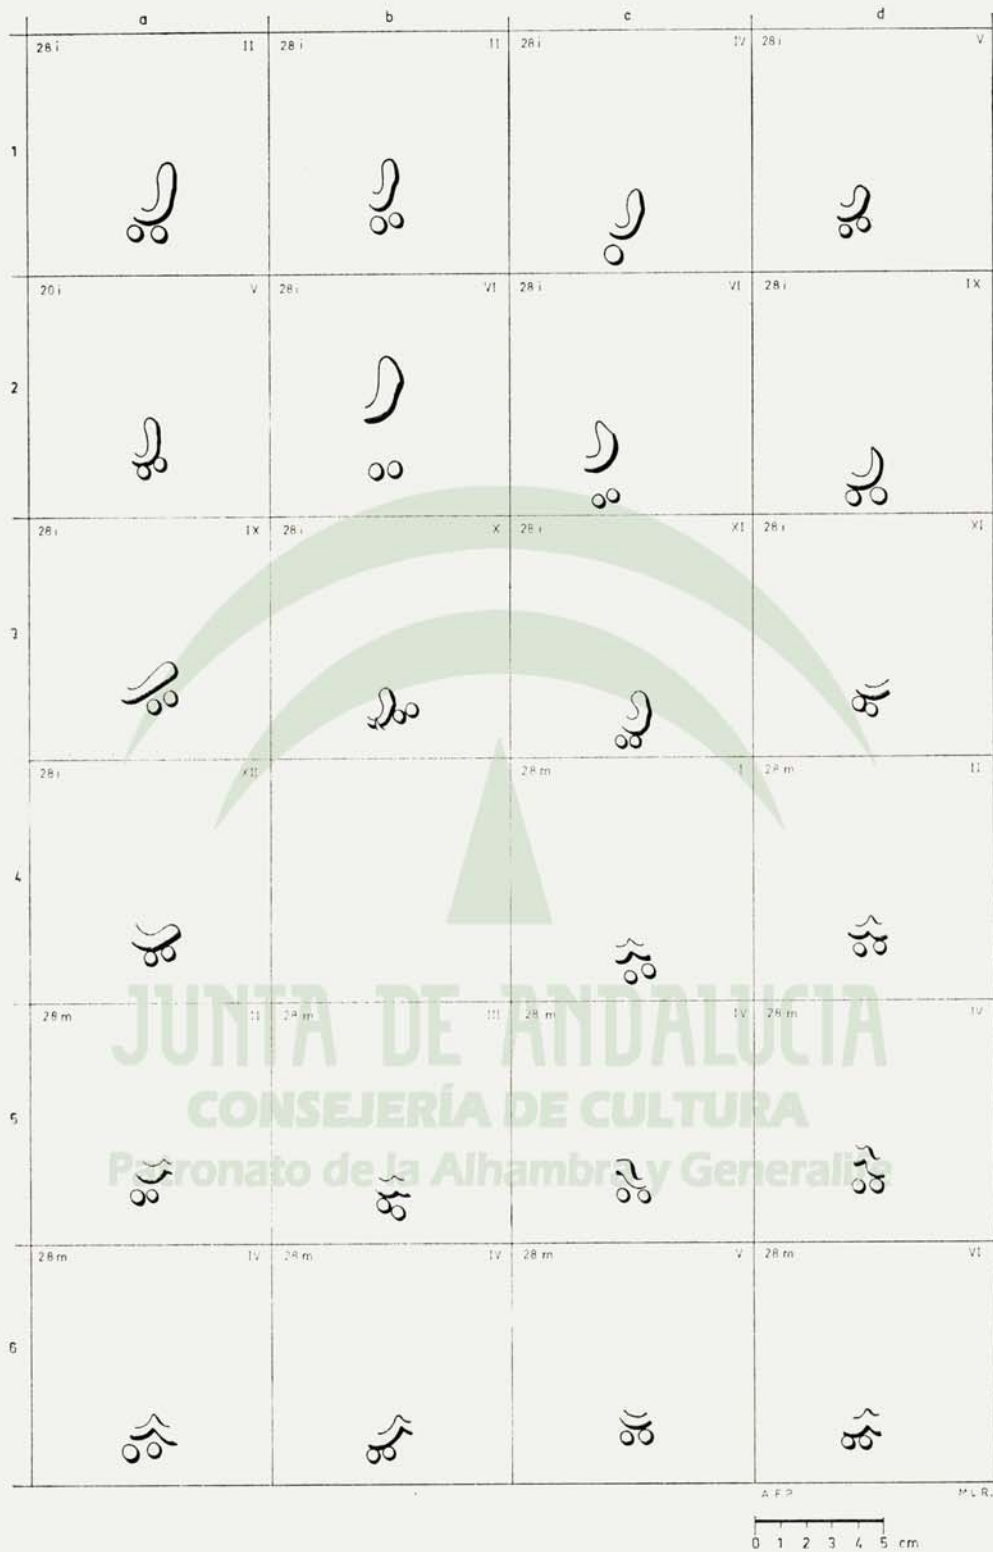 a b c d
28 i II 28 i II 28 i IV 28 i V
1
20 i V 28 i VI 28 i VI 28 i IX
2
28 i IX 28 i X 28 i XI 28 i XI
3
28 i XII 28 m I 28 m II
4
28 m II 28 m III 28 m IV 28 m IV
JUNTA DE ANDALUCIA
CONSEJERÍA DE CULTURA
5
Patronato de la Alhambra y Generalife
28 m IV 28 m IV 28 m V 28 m VI
6
A.F.P. M.L.R.
0 1 2 3 4 5 cm